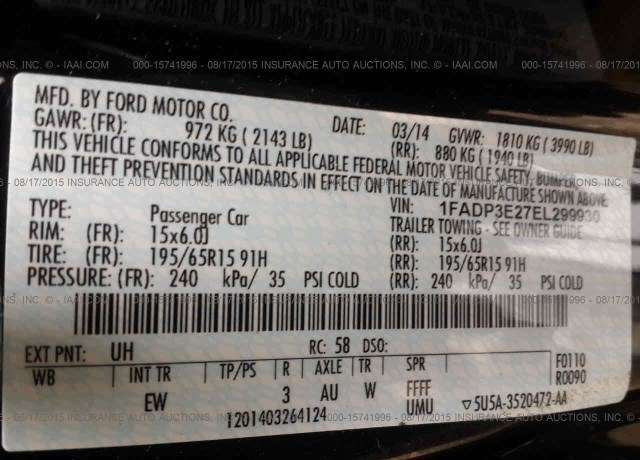 000-15741996 - 08/17/2015 INSURANCE AUTO AUCTIONS, INC. - IAAI.COM
MFD. BY FORD MOTOR CO.
DATE: 03/14 GVWR: 1810 KG ( 3990 LB)
GAWR: (FR): 972 KG ( 2143 LB) (RR): 880 KG ( 1940 LB)
THIS VEHICLE CONFORMS TO ALL APPLICABLE FEDERAL MOTOR VEHICLE SAFETY, BUMPER,
AND THEFT PREVENTION STANDARDS IN EFFECT ON THE DATE OF MANUFACTURE SHOWN ABOVE.
VIN: 1FADP3E27EL299930
TYPE: Passenger Car TRAILER TOWING - SEE OWNER GUIDE
RIM: (FR): 15x6.0J (RR): 15x6.0J
TIRE: (FR): 195/65R15 91H (RR): 195/65R15 91H
PRESSURE: (FR): 240 kPa/ 35 PSI COLD (RR): 240 kPa/ 35 PSI COLD
EXT PNT: UH RC: 58 DSO:
WB INT TR TP/PS R AXLE TR SPR F0110
R0090
EW 3 AU W FFFF
UMU ▽5U5A-3520472-AA
1201403264124